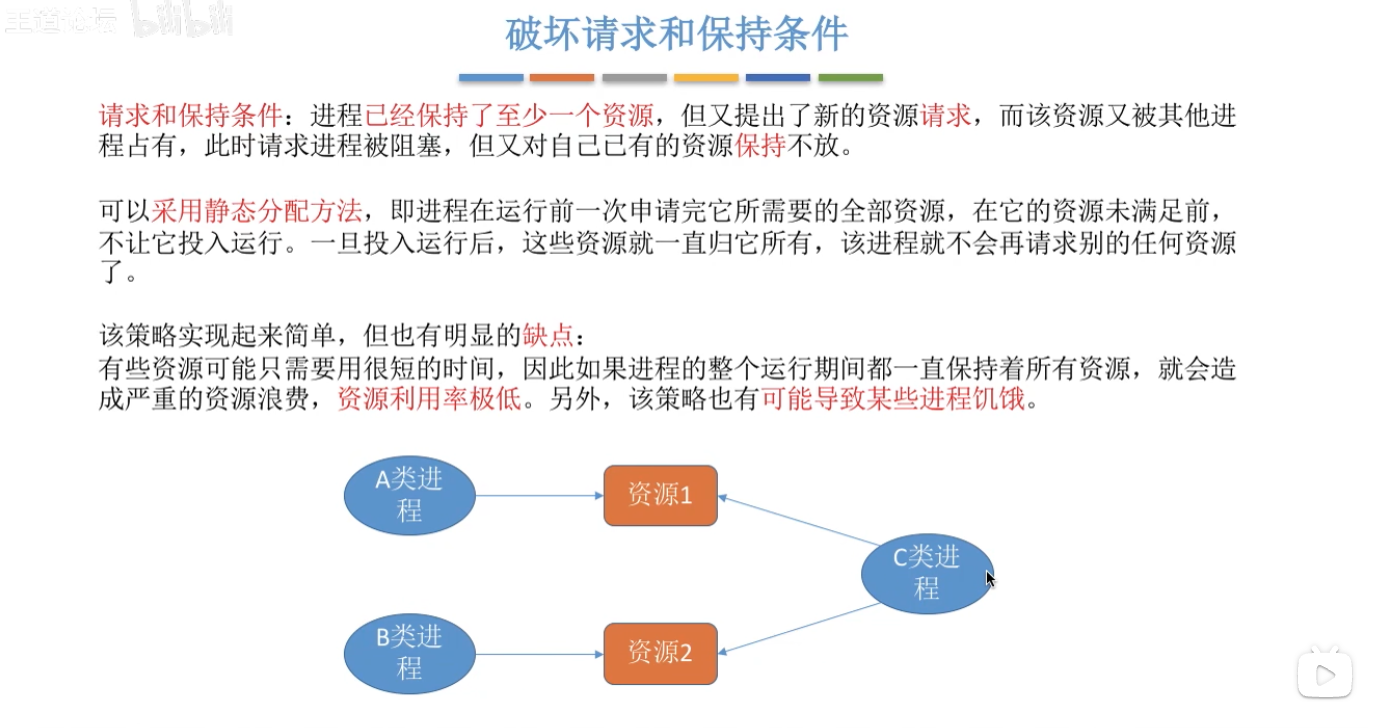 王道论坛 bilibili
破坏请求和保持条件
请求和保持条件：进程已经保持了至少一个资源，但又提出了新的资源请求，而该资源又被其他进
程占有，此时请求进程被阻塞，但又对自己已有的资源保持不放。
可以采用静态分配方法，即进程在运行前一次申请完它所需要的全部资源，在它的资源未满足前，
不让它投入运行。一旦投入运行后，这些资源就一直归它所有，该进程就不会再请求别的任何资源
了。
该策略实现起来简单，但也有明显的缺点：
有些资源可能只需要用很短的时间，因此如果进程的整个运行期间都一直保持着所有资源，就会造
成严重的资源浪费，资源利用率极低。另外，该策略也有可能导致某些进程饥饿。
A类进
程
资源1
C类进
程
B类进
程
资源2